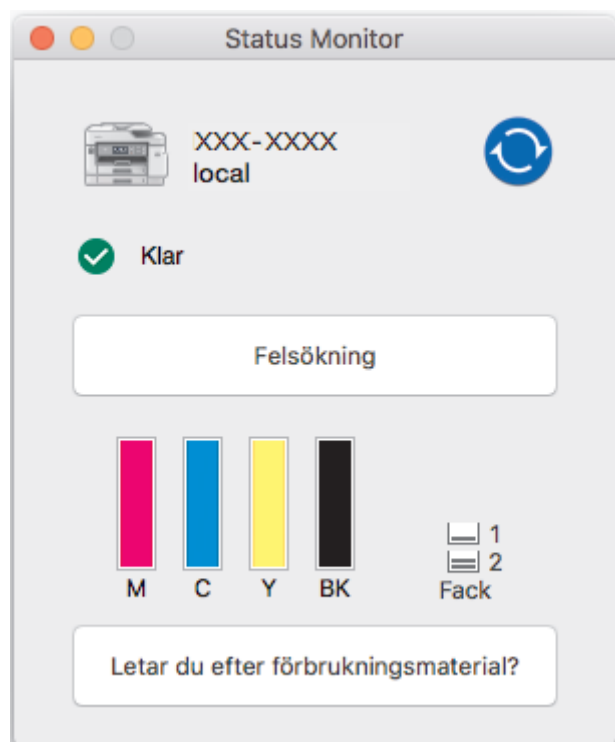 Status Monitor
XXX-XXXX
local
Klar
Felsökning
M C Y BK
1
2
Fack
Letar du efter förbrukningsmaterial?